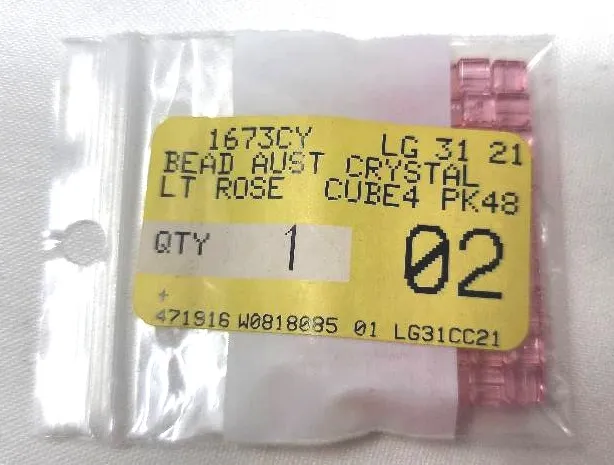 1673CY LG 31 21
BEAD AUST CRYSTAL
LT ROSE CUBE4 PK48
QTY 1 02
+
471916 W0818085 01 LG31CC21